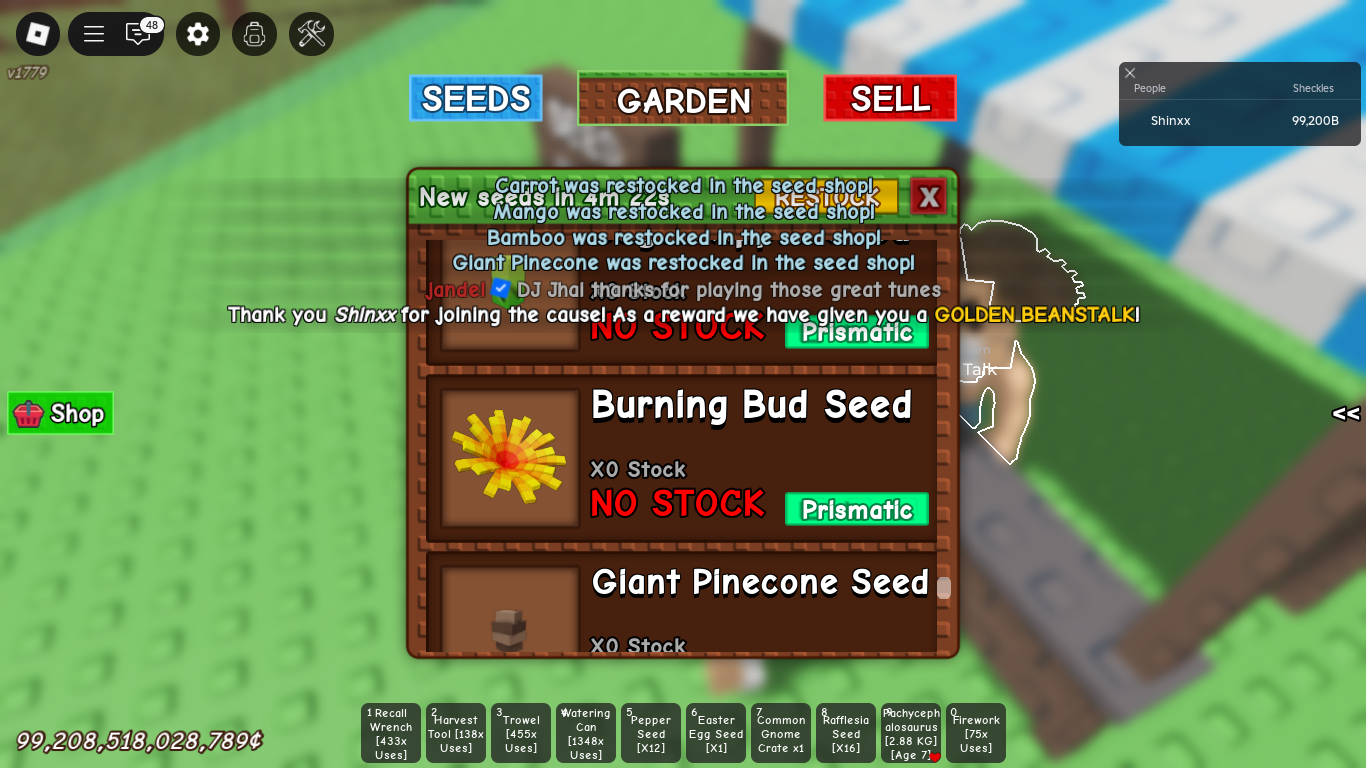 48
v1779
SEEDS
GARDEN
SELL
People Sheckles
Shinxx 99,200B
New seeds in 4m 22s
RESTOCK
X
Carrot was restocked in the seed shop!
Mango was restocked in the seed shop!
Bamboo was restocked in the seed shop!
Giant Pinecone was restocked in the seed shop!
Jandel DJ Jhai thanks for playing those great tunes
Thank you Shinxx for joining the cause! As a reward we have given you a GOLDEN_BEANSTALK!
X0 Stock
NO STOCK
Prismatic
Talk
Shop
<<
Burning Bud Seed
X0 Stock
NO STOCK
Prismatic
Giant Pinecone Seed
X0 Stock
99,208,518,028,789¢
1 Recall
Wrench
[433x
Uses]
2
Harvest
Tool [138x
Uses]
3
Trowel
[455x
Uses]
4
Watering
Can
[1348x
Uses]
5
Pepper
Seed
[X12]
6
Easter
Egg Seed
[X1]
7
Common
Gnome
Crate x1
8
Rafflesia
Seed
[X16]
9
Pachyceph
alosaurus
[2.88 KG]
[Age 7]
0
Firework
[75x
Uses]